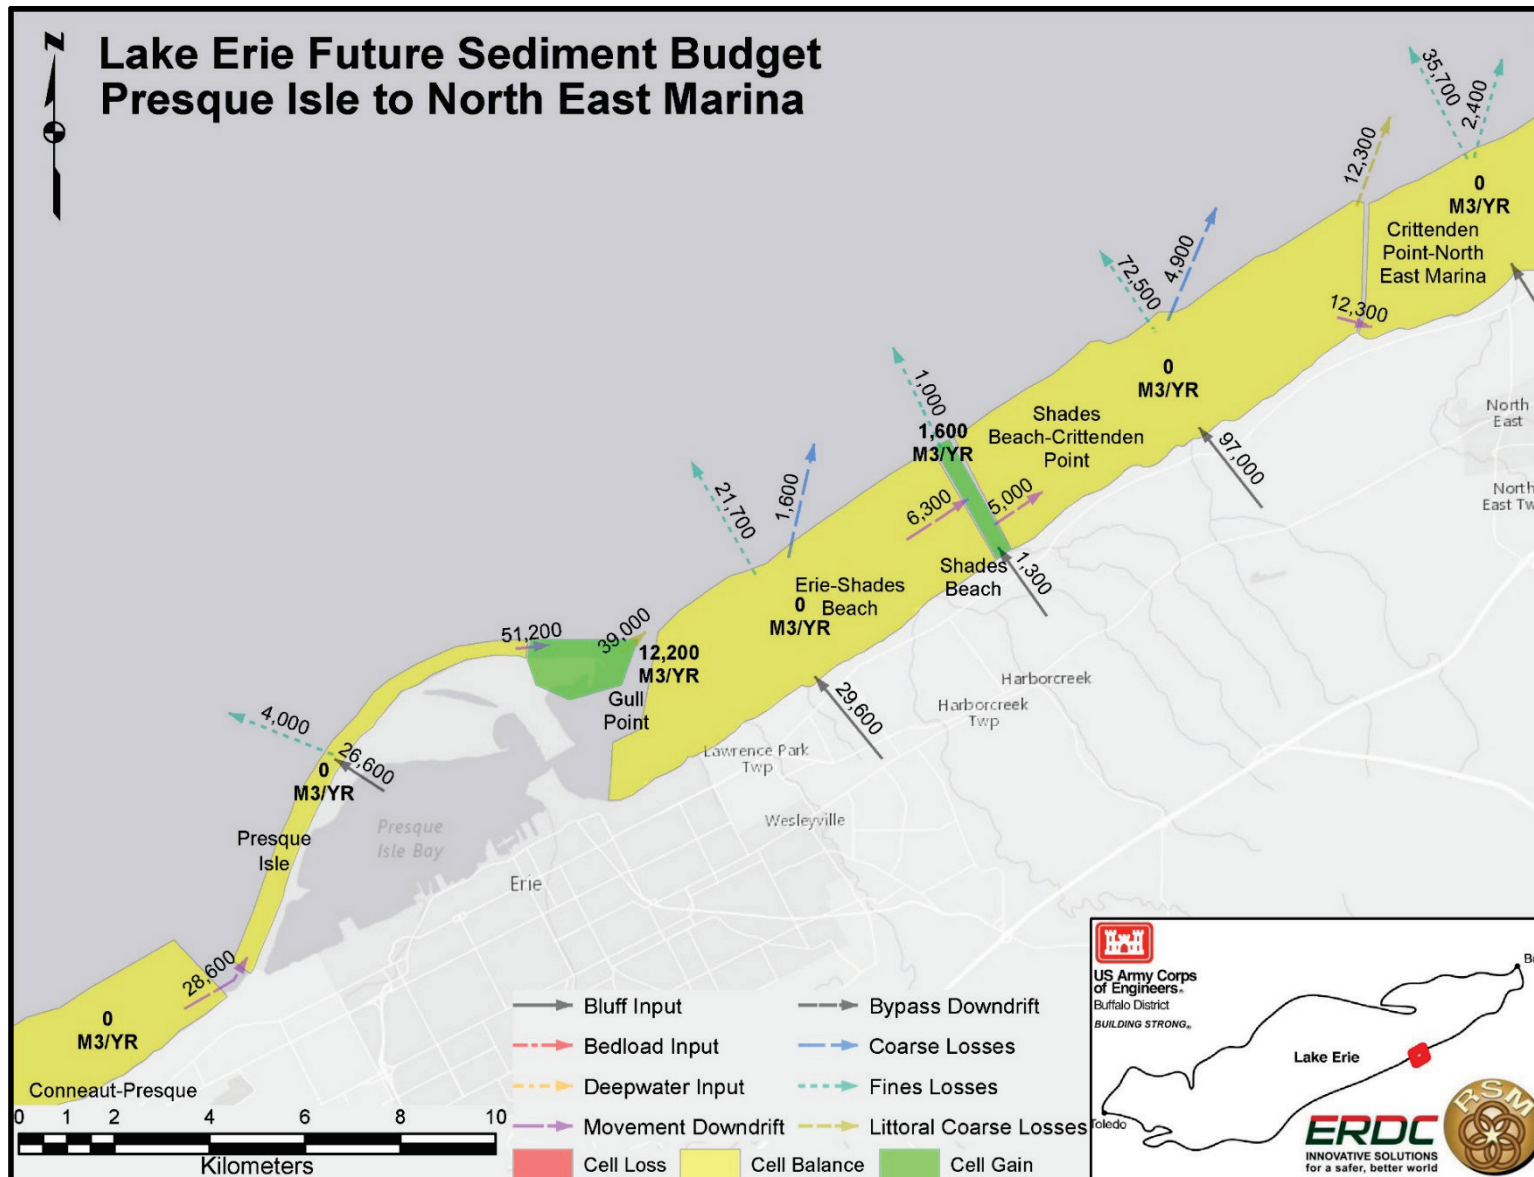 N
Lake Erie Future Sediment Budget
Presque Isle to North East Marina
35,700
2,400
12,300
0
M3/YR
Crittenden
Point-North
East Marina
12,300
72,500
4,900
0
M3/YR
Shades
Beach-Crittenden
Point
97,000
North
East
North
East Tw
1,000
1,600
M3/YR
6,300
5,000
1,300
Shades
Beach
21,700
1,600
Erie-Shades
Beach
0
M3/YR
29,600
Harborcreek
Harborcreek
Twp
Lawrence Park
Twp
Wesleyville
51,200
39,000
12,200
M3/YR
Gull
Point
4,000
26,600
0
M3/YR
Presque
Isle
Presque
Isle Bay
Erie
28,600
0
M3/YR
Conneaut-Presque
0 1 2 4 6 8 10
Kilometers
Bluff Input
Bedload Input
Deepwater Input
Movement Downdrift
Bypass Downdrift
Coarse Losses
Fines Losses
Littoral Coarse Losses
Cell Loss
Cell Balance
Cell Gain
US Army Corps
of Engineers®
Buffalo District
BUILDING STRONG®
Lake Erie
Toledo
Bu
ERDC
INNOVATIVE SOLUTIONS
for a safer, better world
RSM